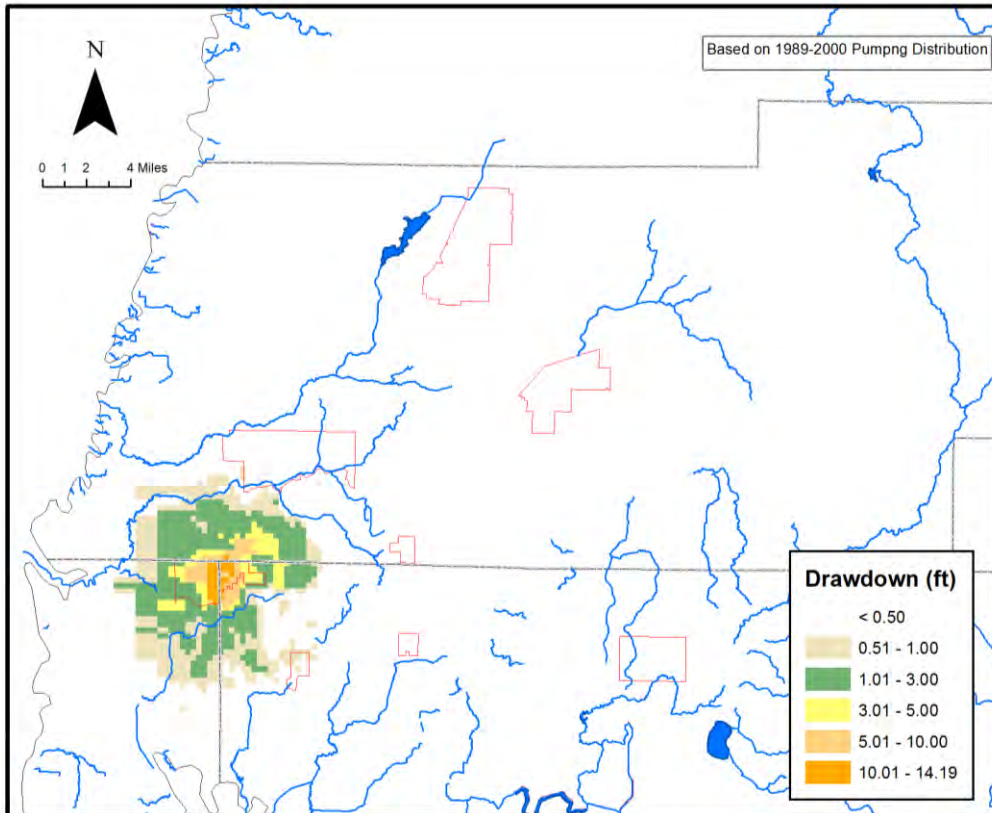 Based on 1989-2000 Pumpng Distribution
N
0 1 2 4 Miles
Drawdown (ft)
< 0.50
0.51 - 1.00
1.01 - 3.00
3.01 - 5.00
5.01 - 10.00
10.01 - 14.19